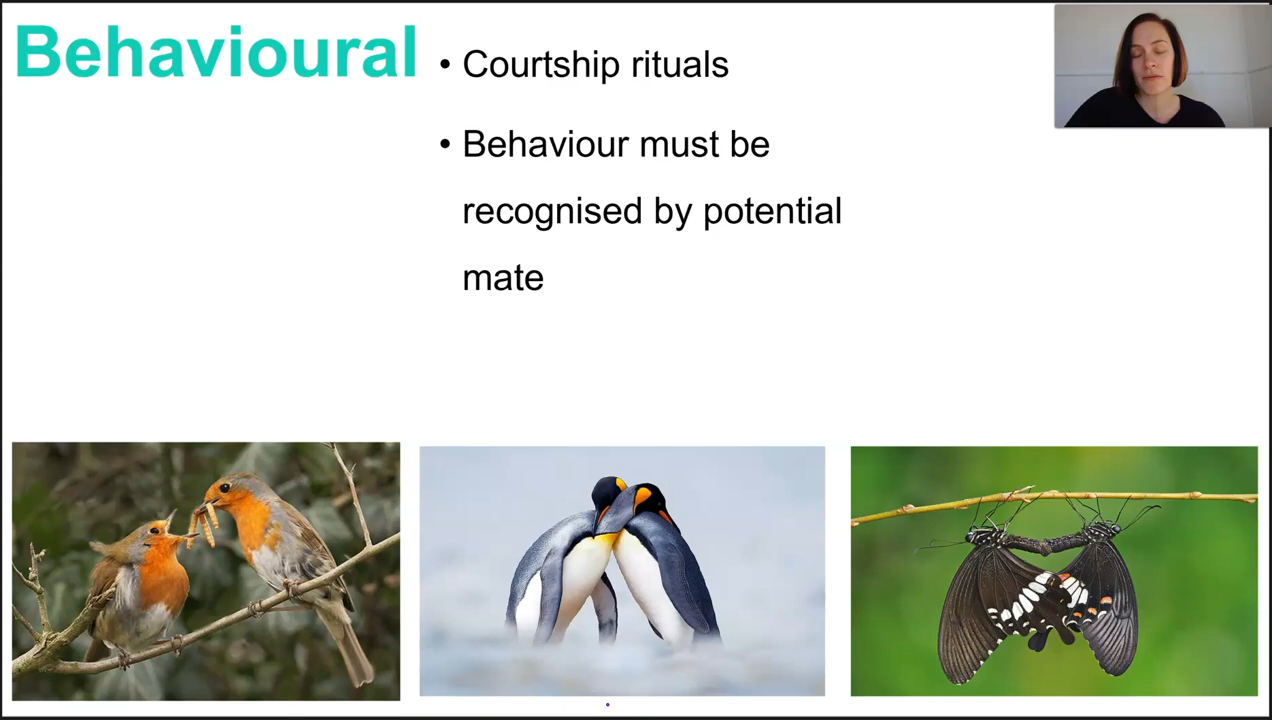 Behavioural
• Courtship rituals
• Behaviour must be
recognised by potential
mate